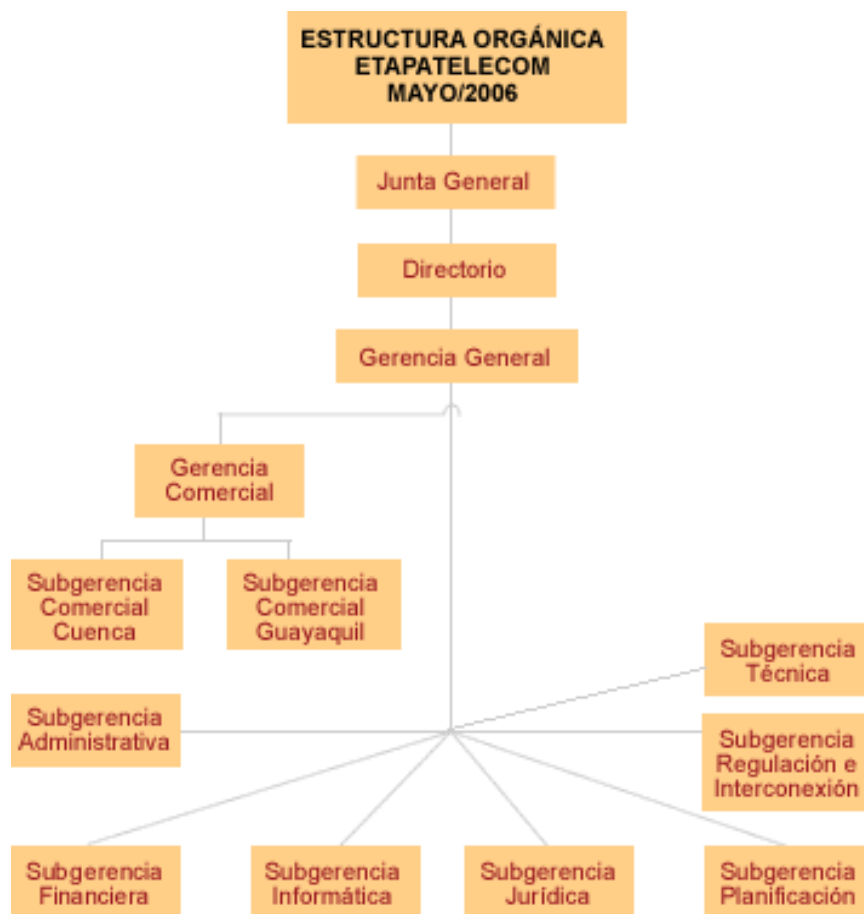 ESTRUCTURA ORGÁNICA
ETAPATELECOM
MAYO/2006
Junta General
Directorio
Gerencia General
Gerencia
Comercial
Subgerencia
Comercial
Cuenca
Subgerencia
Comercial
Guayaquil
Subgerencia
Técnica
Subgerencia
Administrativa
Subgerencia
Regulación e
Interconexión
Subgerencia
Financiera
Subgerencia
Informática
Subgerencia
Jurídica
Subgerencia
Planificación